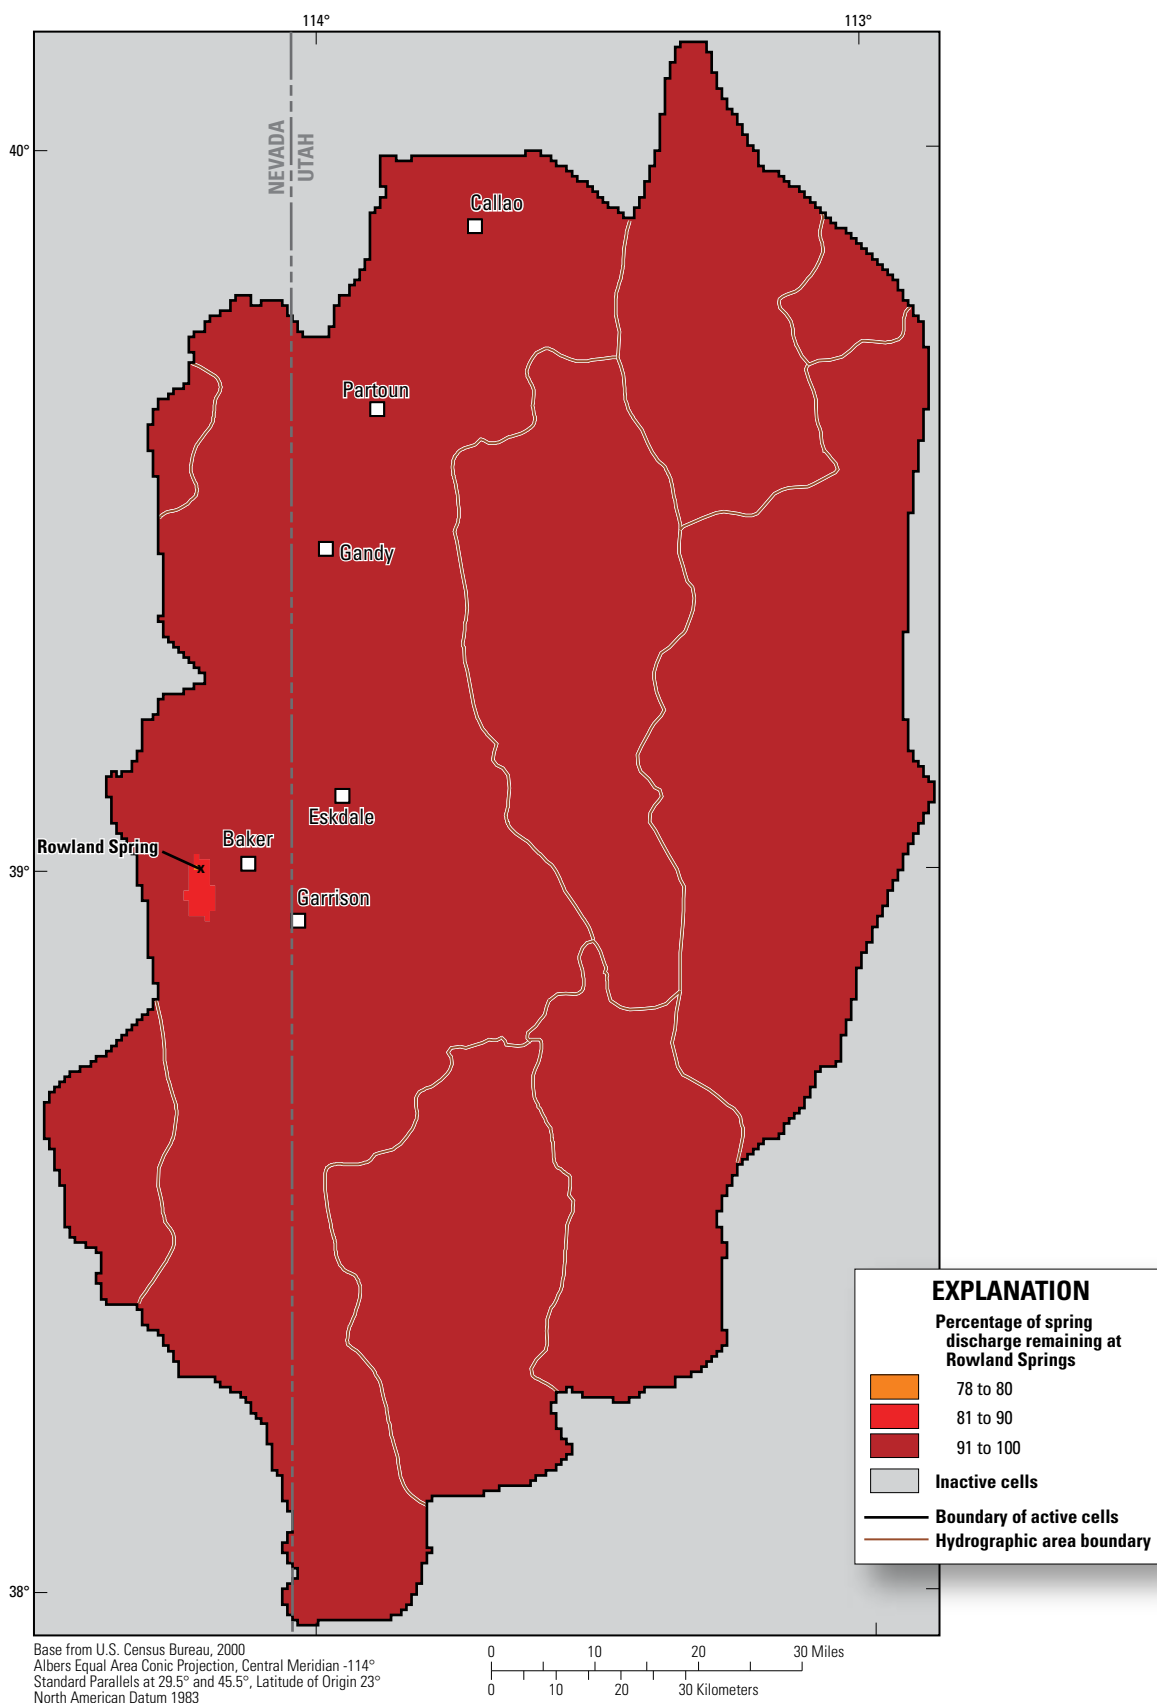 114°
113°
40°
NEVADA
UTAH
Callao
Partoun
Gandy
Eskdale
Baker
Rowland Spring
39°
Garrison
EXPLANATION
Percentage of spring
discharge remaining at
Rowland Springs
78 to 80
81 to 90
91 to 100
Inactive cells
Boundary of active cells
Hydrographic area boundary
38°
Base from U.S. Census Bureau, 2000
Albers Equal Area Conic Projection, Central Meridian -114°
Standard Parallels at 29.5° and 45.5°, Latitude of Origin 23°
North American Datum 1983
0 10 20 30 Miles
0 10 20 30 Kilometers